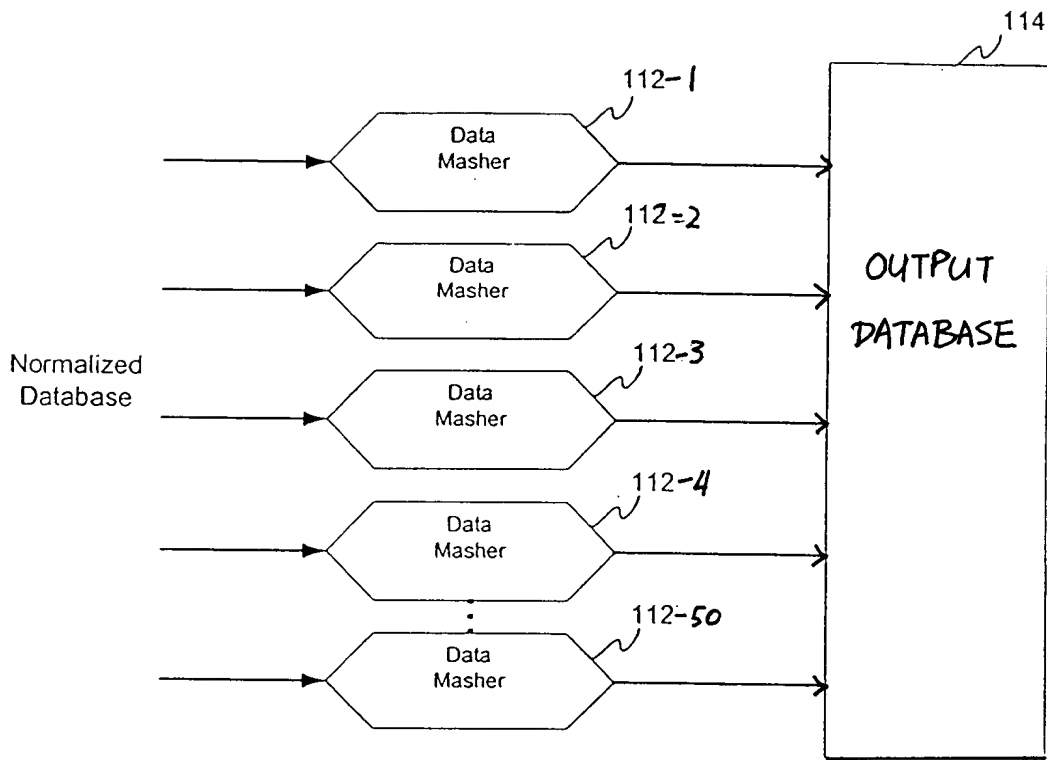 114
112-1
Data
Masher
112=2
Data
Masher
OUTPUT
DATABASE
Normalized
Database
112-3
Data
Masher
112-4
Data
Masher
112-50
Data
Masher